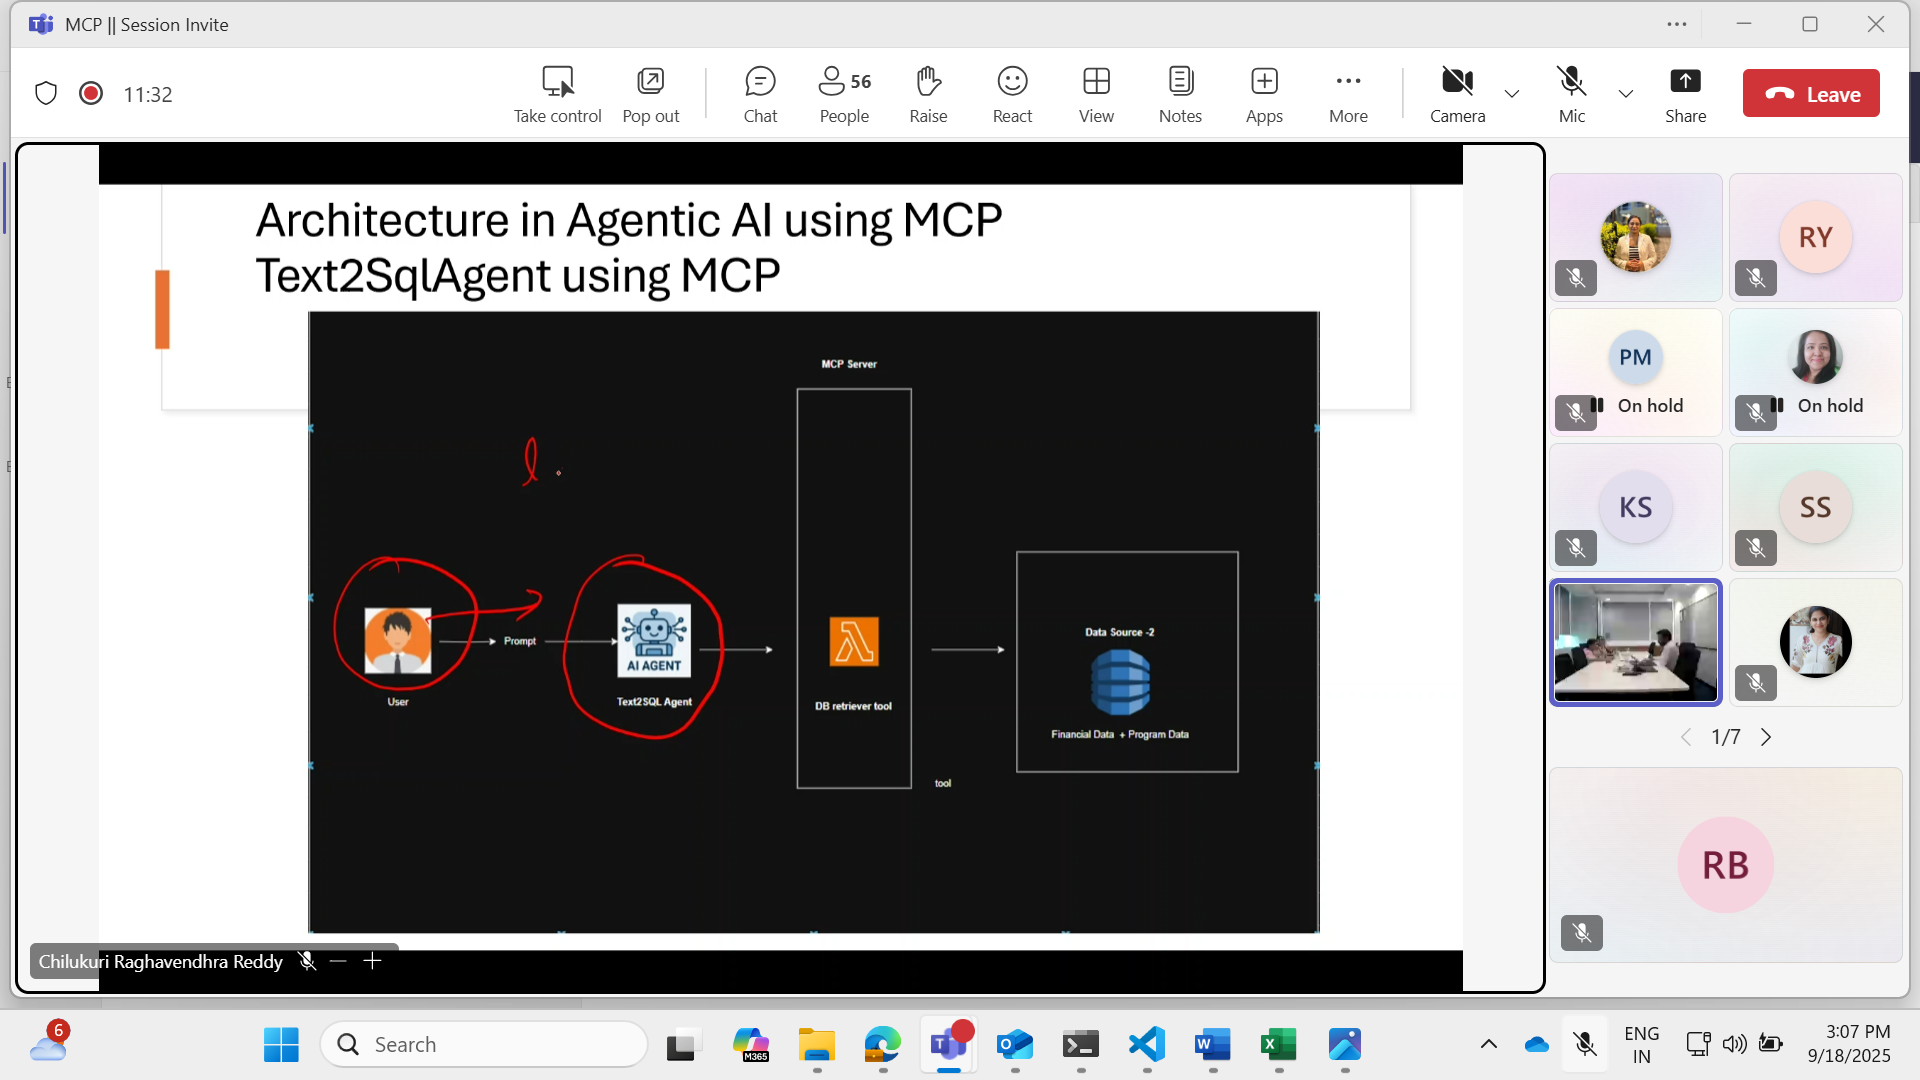 MCP || Session Invite
11:32
Take control
Pop out
Chat
56
People
Raise
React
View
Notes
Apps
More
Camera
Mic
Share
Leave
Architecture in Agentic AI using MCP
Text2SqlAgent using MCP
MCP Server
l
Prompt
AI AGENT
User
Text2SQL Agent
DB retriever tool
tool
Data Source -2
Financial Data + Program Data
Chilukuri Raghavendhra Reddy
RY
PM
On hold
On hold
KS
SS
1/7
RB
6
Search
M365
ENG
IN
3:07 PM
9/18/2025